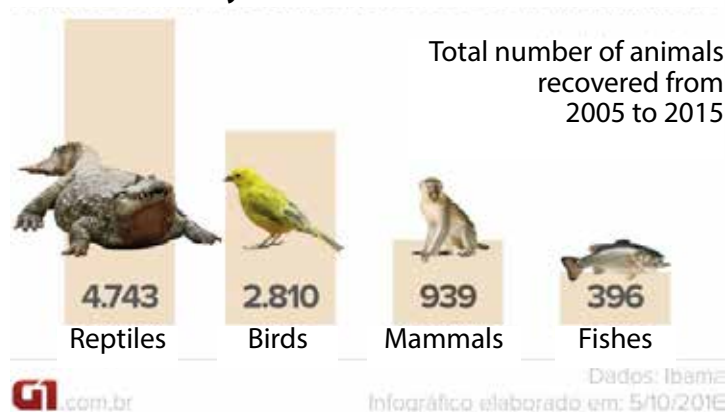 Total number of animals
recovered from
2005 to 2015
4.743
2.810
939
396
Reptiles
Birds
Mammals
Fishes
Dados: Ibama
G1.com.br
Infográfico elaborado em: 5/10/2016